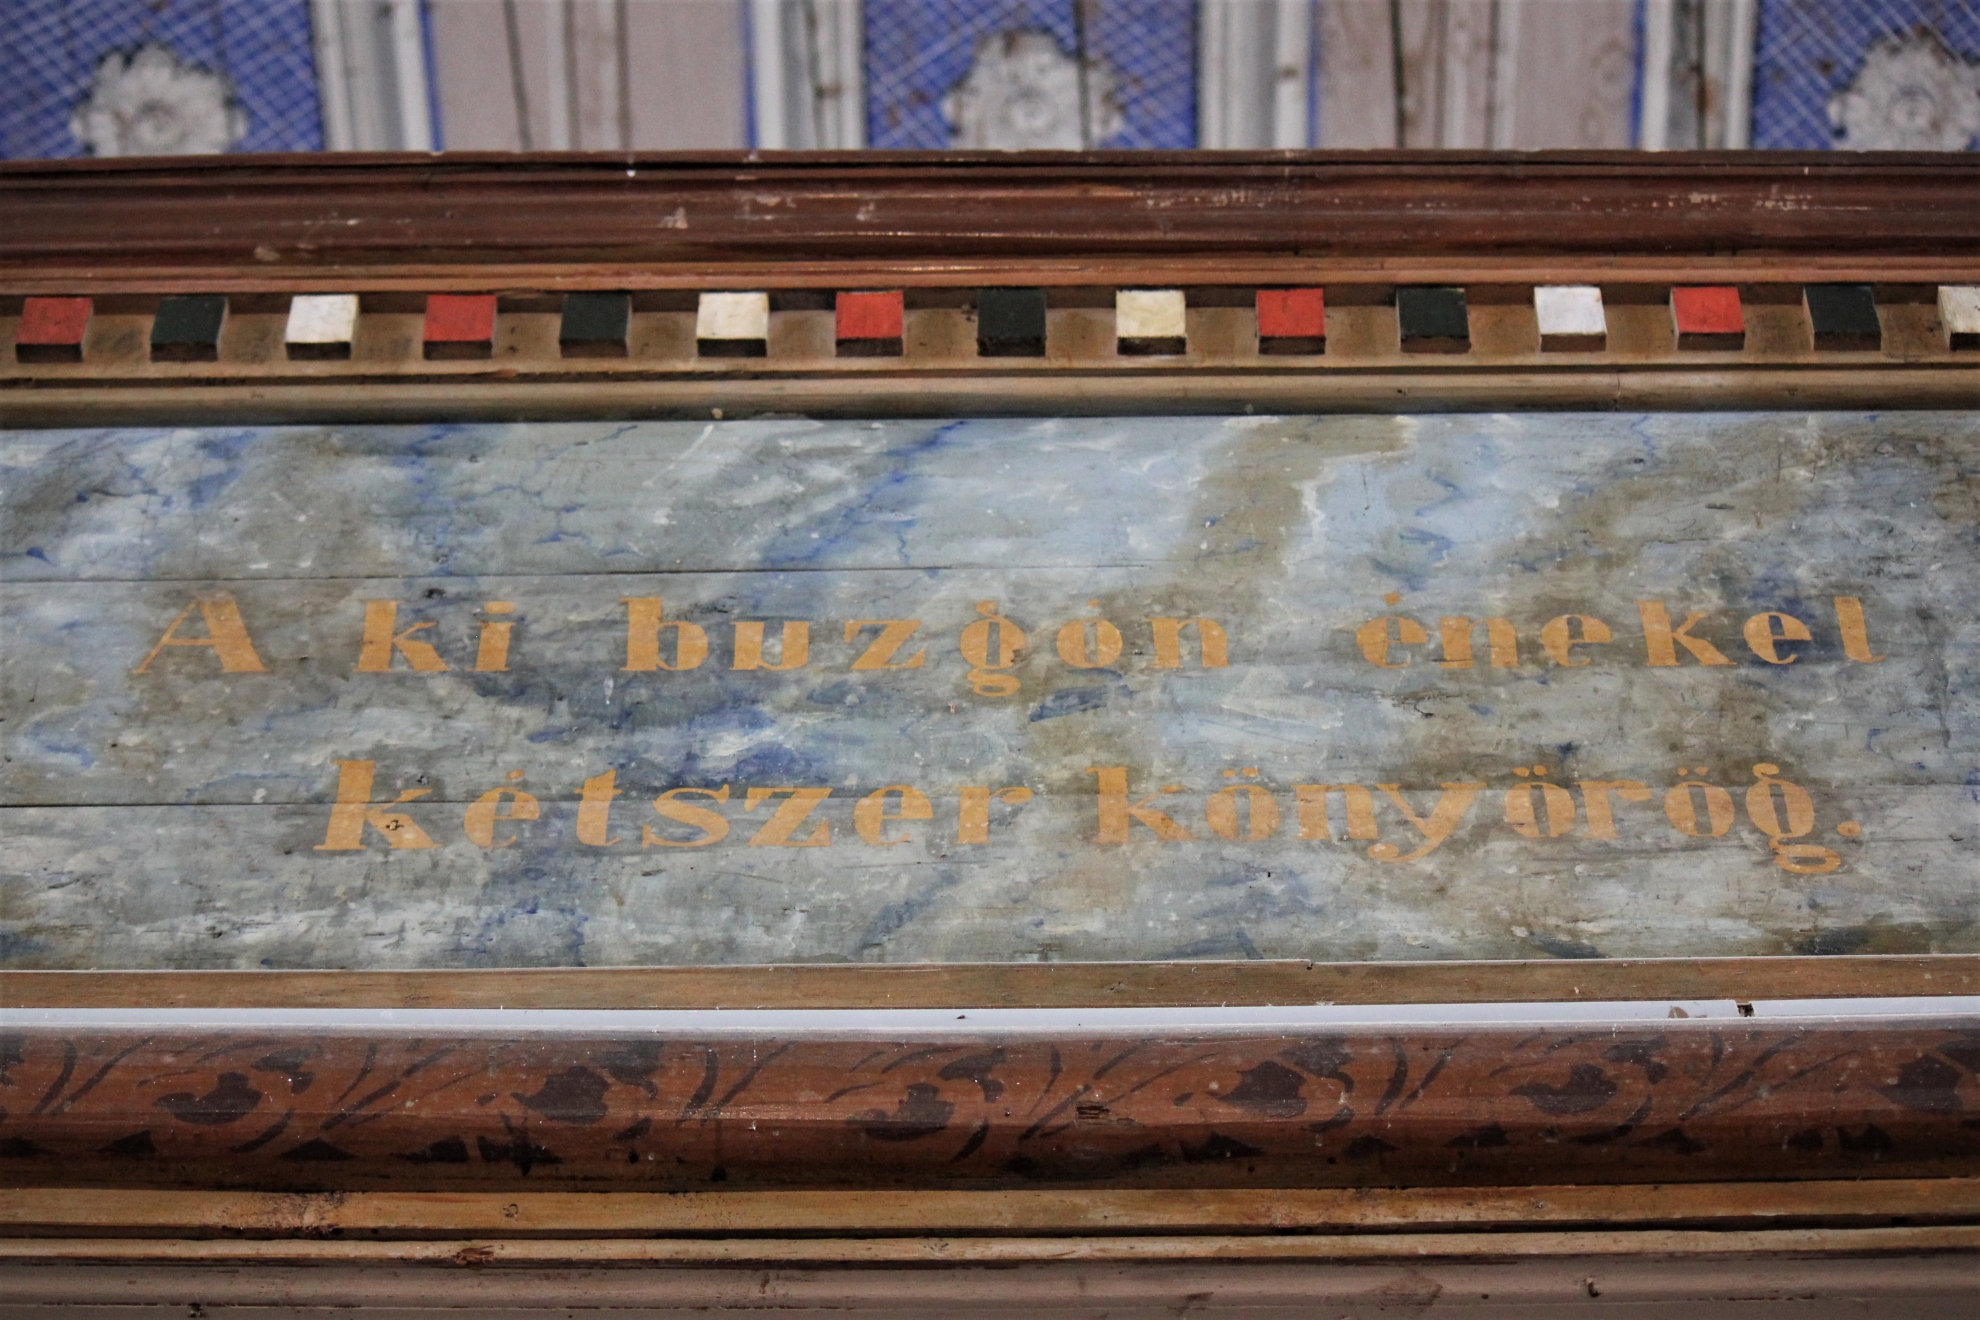 A ki buzgón énekel
kétszer könyörög.